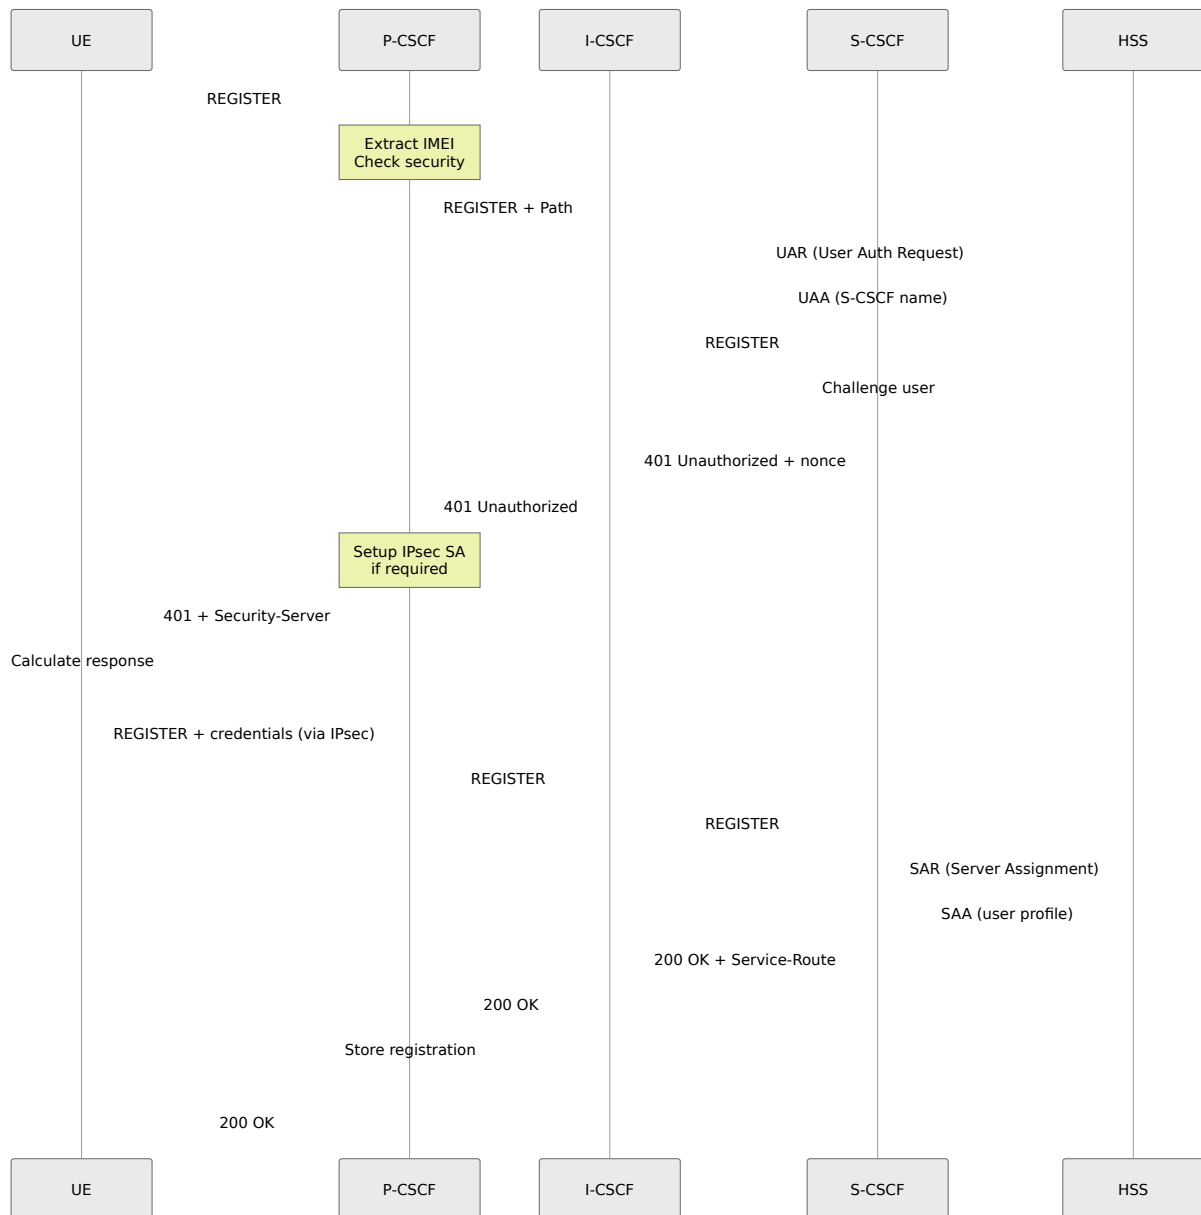 UE
P-CSCF
I-CSCF
S-CSCF
HSS
REGISTER
Extract IMEI
Check security
REGISTER + Path
UAR (User Auth Request)
UAA (S-CSCF name)
REGISTER
Challenge user
401 Unauthorized + nonce
401 Unauthorized
Setup IPsec SA
if required
401 + Security-Server
Calculate response
REGISTER + credentials (via IPsec)
REGISTER
REGISTER
SAR (Server Assignment)
SAA (user profile)
200 OK + Service-Route
200 OK
Store registration
200 OK
UE
P-CSCF
I-CSCF
S-CSCF
HSS